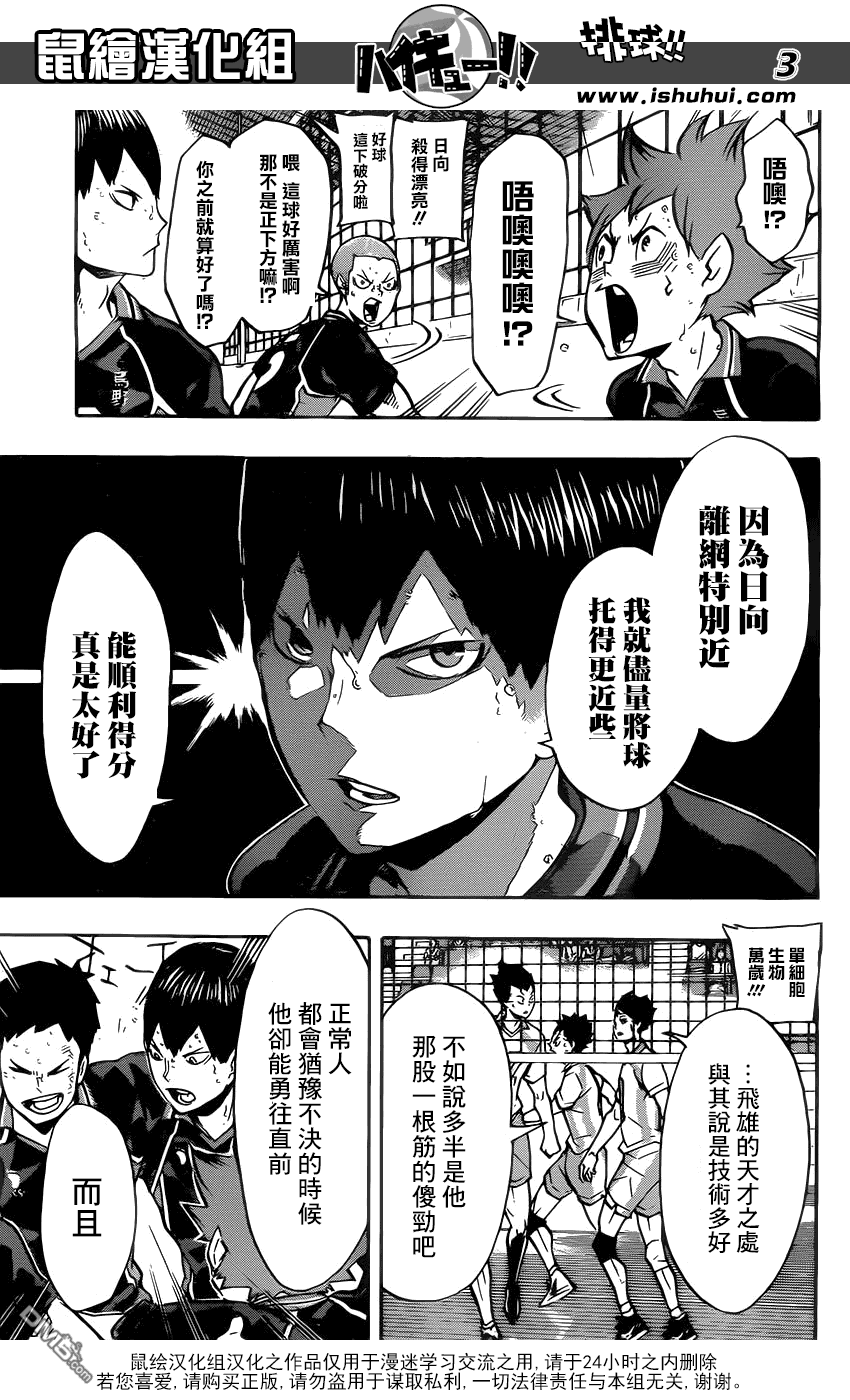 鼠繪漢化組
ハイキュー!!
排球!!
3
www.ishuhui.com
唔噢!?
唔噢噢噢!?
日向
殺得漂亮!!
好球
這下破分啦
喂 這球好厲害啊
那不是正下方嘛!?
你之前就算好了嗎!?
烏野
因為日向
離網特別近
我就儘量將球
托得更近些
能順利得分
真是太好了
單細胞
生物
萬歲!!!
…飛雄的天才之處
與其說是技術多好
不如說多半是他
那股一根筋的傻勁吧
正常人
都會猶豫不決的時候
他卻能勇往直前
而且
DMZJ.COM
鼠绘汉化组汉化之作品仅用于漫迷学习交流之用, 请于24小时之内删除
若您喜爱, 请购买正版, 请勿盗用于谋取私利, 一切法律责任与本组无关, 谢谢。